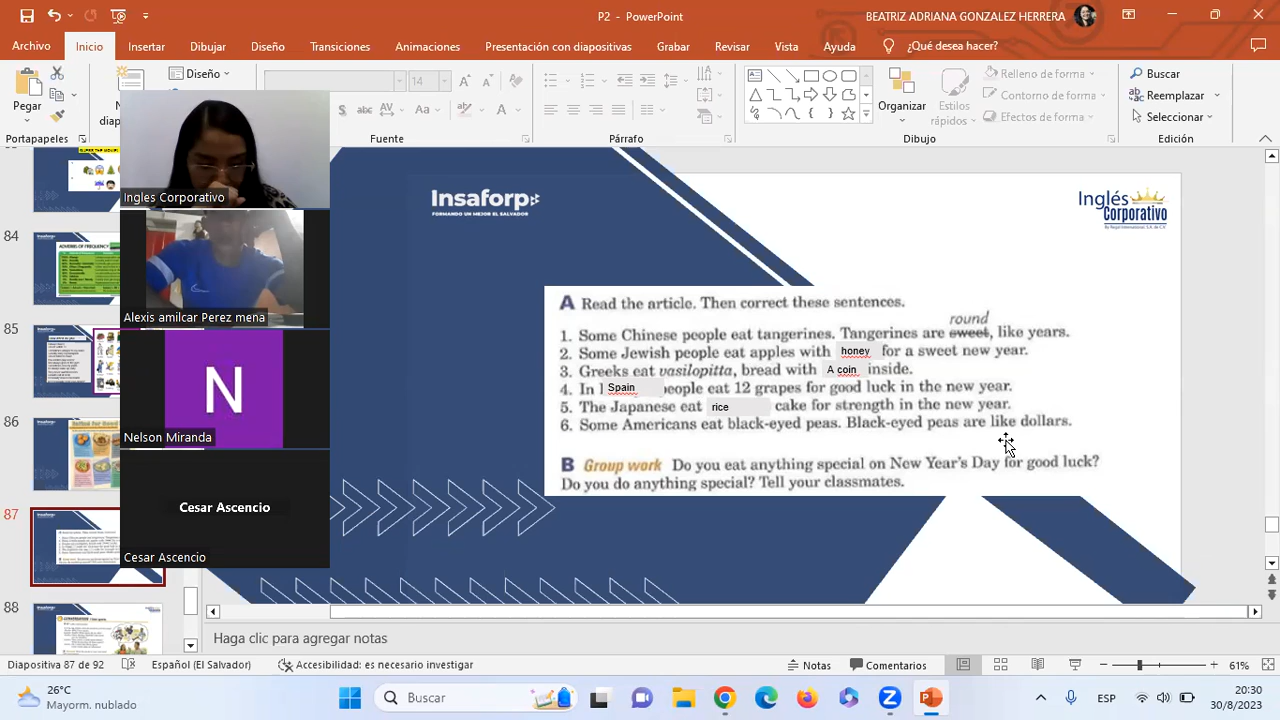 P2 - PowerPoint
BEATRIZ ADRIANA GONZALEZ HERRERA
Archivo Inicio Insertar Dibujar Diseño Transiciones Animaciones Presentación con diapositivas Grabar Revisar Vista Ayuda ¿Qué desea hacer?
Diseño
14
Relleno de forma
Contorno de forma
Efectos de forma
Buscar
Reemplazar
Seleccionar
Pegar
Organizar
Estilos
rápidos
Portapapeles Fuente Párrafo Dibujo Edición
Ingles Corporativo
Alexis amilcar Perez mena
N
Nelson Miranda
Cesar Ascencio
Cesar Ascencio
84
ADVERBS OF FREQUENCY
85
86
87
88
Insaforp
FORMANDO UN MEJOR EL SALVADOR
Inglés
Corporativo
By Regal International, S.A. de C.V.
A Read the article. Then correct these sentences.
round
1. Some Chinese people eat tangerines. Tangerines are sweet, like years.
2. Some Jewish people eat apples with honey for a sweet new year.
3. Greeks eat vasilopitta, bread with A coin inside.
4. In Spain people eat 12 grapes for good luck in the new year.
5. The Japanese eat rice cake for strength in the new year.
6. Some Americans eat black-eyed peas. Black-eyed peas are like dollars.
B Group work Do you eat anything special on New Year's Day for good luck?
Do you do anything special? Tell your classmates.
Haga clic para agregar notas
Diapositiva 87 de 92 Español (El Salvador) Accesibilidad: es necesario investigar Notas Comentarios 61%
26°C
Mayorm. nublado
Buscar
ESP
20:30
30/8/2023